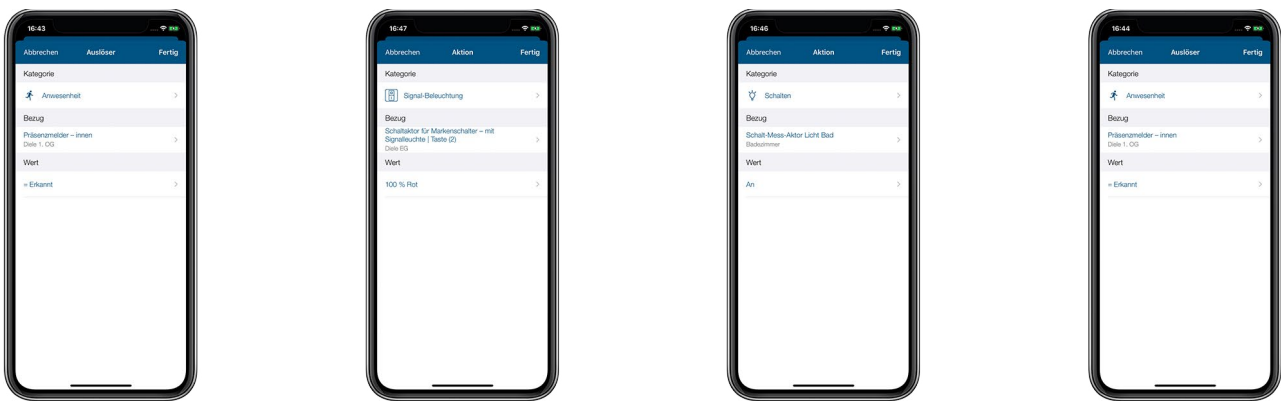 16:43
Abbrechen Auslöser Fertig
Kategorie
Anwesenheit
Bezug
Präsenzmelder – innen
Diele 1. OG
Wert
= Erkannt
16:47
Abbrechen Aktion Fertig
Kategorie
Signal-Beleuchtung
Bezug
Schaltaktor für Markenschalter – mit
Signalleuchte | Taste (2)
Diele EG
Wert
100 % Rot
16:46
Abbrechen Aktion Fertig
Kategorie
Schalten
Bezug
Schalt-Mess-Aktor Licht Bad
Badezimmer
Wert
An
16:44
Abbrechen Auslöser Fertig
Kategorie
Anwesenheit
Bezug
Präsenzmelder – innen
Diele 1. OG
Wert
= Erkannt